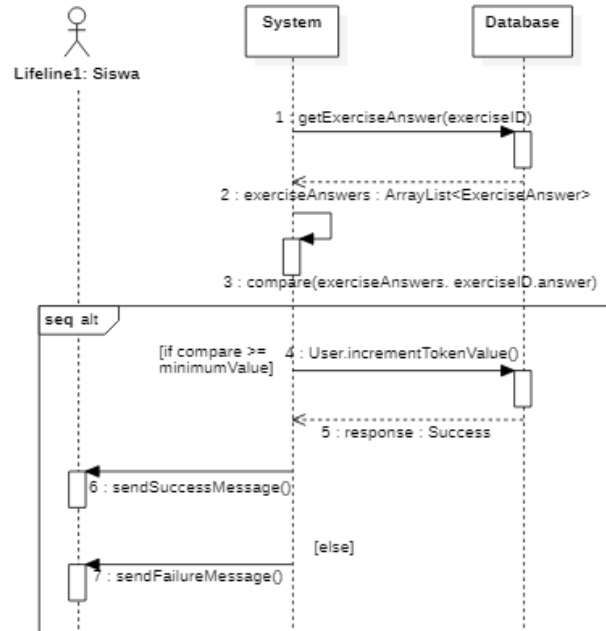 System
Database
Lifeline1: Siswa
1 : getExerciseAnswer(exerciseID)
2 : exerciseAnswers : ArrayList<ExerciseAnswer>
3 : compare(exerciseAnswers. exerciseID.answer)
seq alt
[if compare >=
minimumValue]
4 : User.incrementTokenValue()
5 : response : Success
6 : sendSuccessMessage()
[else]
7 : sendFailureMessage()